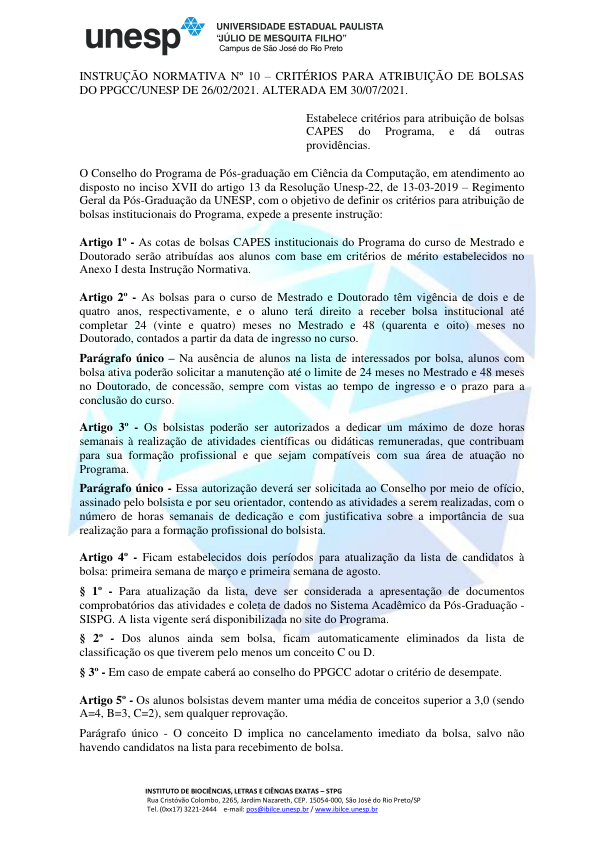 unesp
UNIVERSIDADE ESTADUAL PAULISTA
“JÚLIO DE MESQUITA FILHO”
Campus de São José do Rio Preto
INSTRUÇÃO NORMATIVA Nº 10 – CRITÉRIOS PARA ATRIBUIÇÃO DE BOLSAS
DO PPGCC/UNESP DE 26/02/2021. ALTERADA EM 30/07/2021.
Estabelece critérios para atribuição de bolsas
CAPES do Programa, e dá outras
providências.
O Conselho do Programa de Pós-graduação em Ciência da Computação, em atendimento ao
disposto no inciso XVII do artigo 13 da Resolução Unesp-22, de 13-03-2019 – Regimento
Geral da Pós-Graduação da UNESP, com o objetivo de definir os critérios para atribuição de
bolsas institucionais do Programa, expede a presente instrução:
Artigo 1º - As cotas de bolsas CAPES institucionais do Programa do curso de Mestrado e
Doutorado serão atribuídas aos alunos com base em critérios de mérito estabelecidos no
Anexo I desta Instrução Normativa.
Artigo 2º - As bolsas para o curso de Mestrado e Doutorado têm vigência de dois e de
quatro anos, respectivamente, e o aluno terá direito a receber bolsa institucional até
completar 24 (vinte e quatro) meses no Mestrado e 48 (quarenta e oito) meses no
Doutorado, contados a partir da data de ingresso no curso.
Parágrafo único – Na ausência de alunos na lista de interessados por bolsa, alunos com
bolsa ativa poderão solicitar a manutenção até o limite de 24 meses no Mestrado e 48 meses
no Doutorado, de concessão, sempre com vistas ao tempo de ingresso e o prazo para a
conclusão do curso.
Artigo 3º - Os bolsistas poderão ser autorizados a dedicar um máximo de doze horas
semanais à realização de atividades científicas ou didáticas remuneradas, que contribuam
para sua formação profissional e que sejam compatíveis com sua área de atuação no
Programa.
Parágrafo único - Essa autorização deverá ser solicitada ao Conselho por meio de ofício,
assinado pelo bolsista e por seu orientador, contendo as atividades a serem realizadas, com o
número de horas semanais de dedicação e com justificativa sobre a importância de sua
realização para a formação profissional do bolsista.
Artigo 4º - Ficam estabelecidos dois períodos para atualização da lista de candidatos à
bolsa: primeira semana de março e primeira semana de agosto.
§ 1º - Para atualização da lista, deve ser considerada a apresentação de documentos
comprobatórios das atividades e coleta de dados no Sistema Acadêmico da Pós-Graduação -
SISPG. A lista vigente será disponibilizada no site do Programa.
§ 2º - Dos alunos ainda sem bolsa, ficam automaticamente eliminados da lista de
classificação os que tiverem pelo menos um conceito C ou D.
§ 3º - Em caso de empate caberá ao conselho do PPGCC adotar o critério de desempate.
Artigo 5º - Os alunos bolsistas devem manter uma média de conceitos superior a 3,0 (sendo
A=4, B=3, C=2), sem qualquer reprovação.
Parágrafo único - O conceito D implica no cancelamento imediato da bolsa, salvo não
havendo candidatos na lista para recebimento de bolsa.
INSTITUTO DE BIOCIÊNCIAS, LETRAS E CIÊNCIAS EXATAS – STPG
Rua Cristóvão Colombo, 2265, Jardim Nazareth, CEP. 15054-000, São José do Rio Preto/SP
Tel. (0xx17) 3221-2444 e-mail: pos@ibilce.unesp.br / www.ibilce.unesp.br